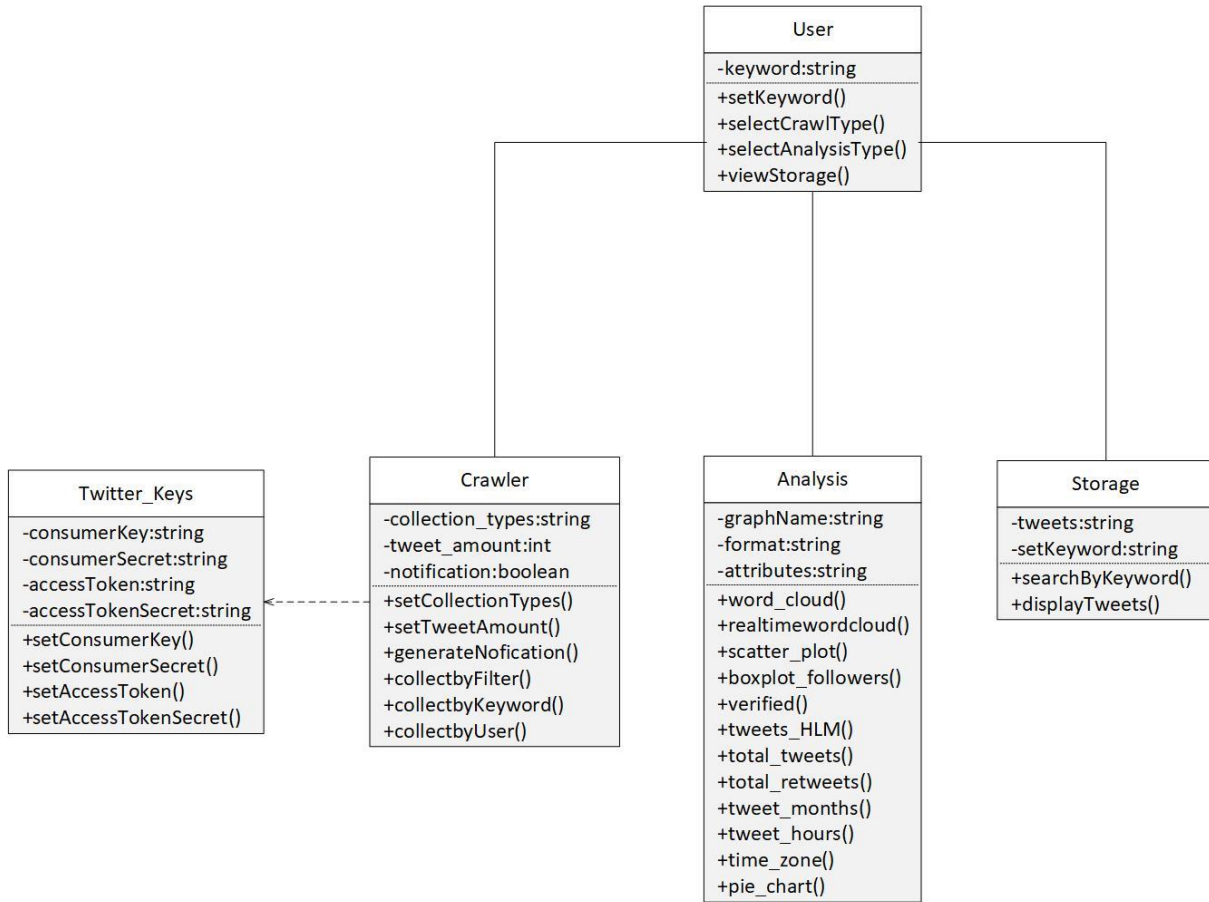 User
-keyword:string
+setKeyword()
+selectCrawlType()
+selectAnalysisType()
+viewStorage()
Twitter_Keys
-consumerKey:string
-consumerSecret:string
-accessToken:string
-accessTokenSecret:string
+setConsumerKey()
+setConsumerSecret()
+setAccessToken()
+setAccessTokenSecret()
Crawler
-collection_types:string
-tweet_amount:int
-notification:boolean
+setCollectionTypes()
+setTweetAmount()
+generateNofication()
+collectbyFilter()
+collectbyKeyword()
+collectbyUser()
Analysis
-graphName:string
-format:string
-attributes:string
+word_cloud()
+realtimewordcloud()
+scatter_plot()
+boxplot_followers()
+verified()
+tweets_HLM()
+total_tweets()
+total_retweets()
+tweet_months()
+tweet_hours()
+time_zone()
+pie_chart()
Storage
-tweets:string
-setKeyword:string
+searchByKeyword()
+displayTweets()